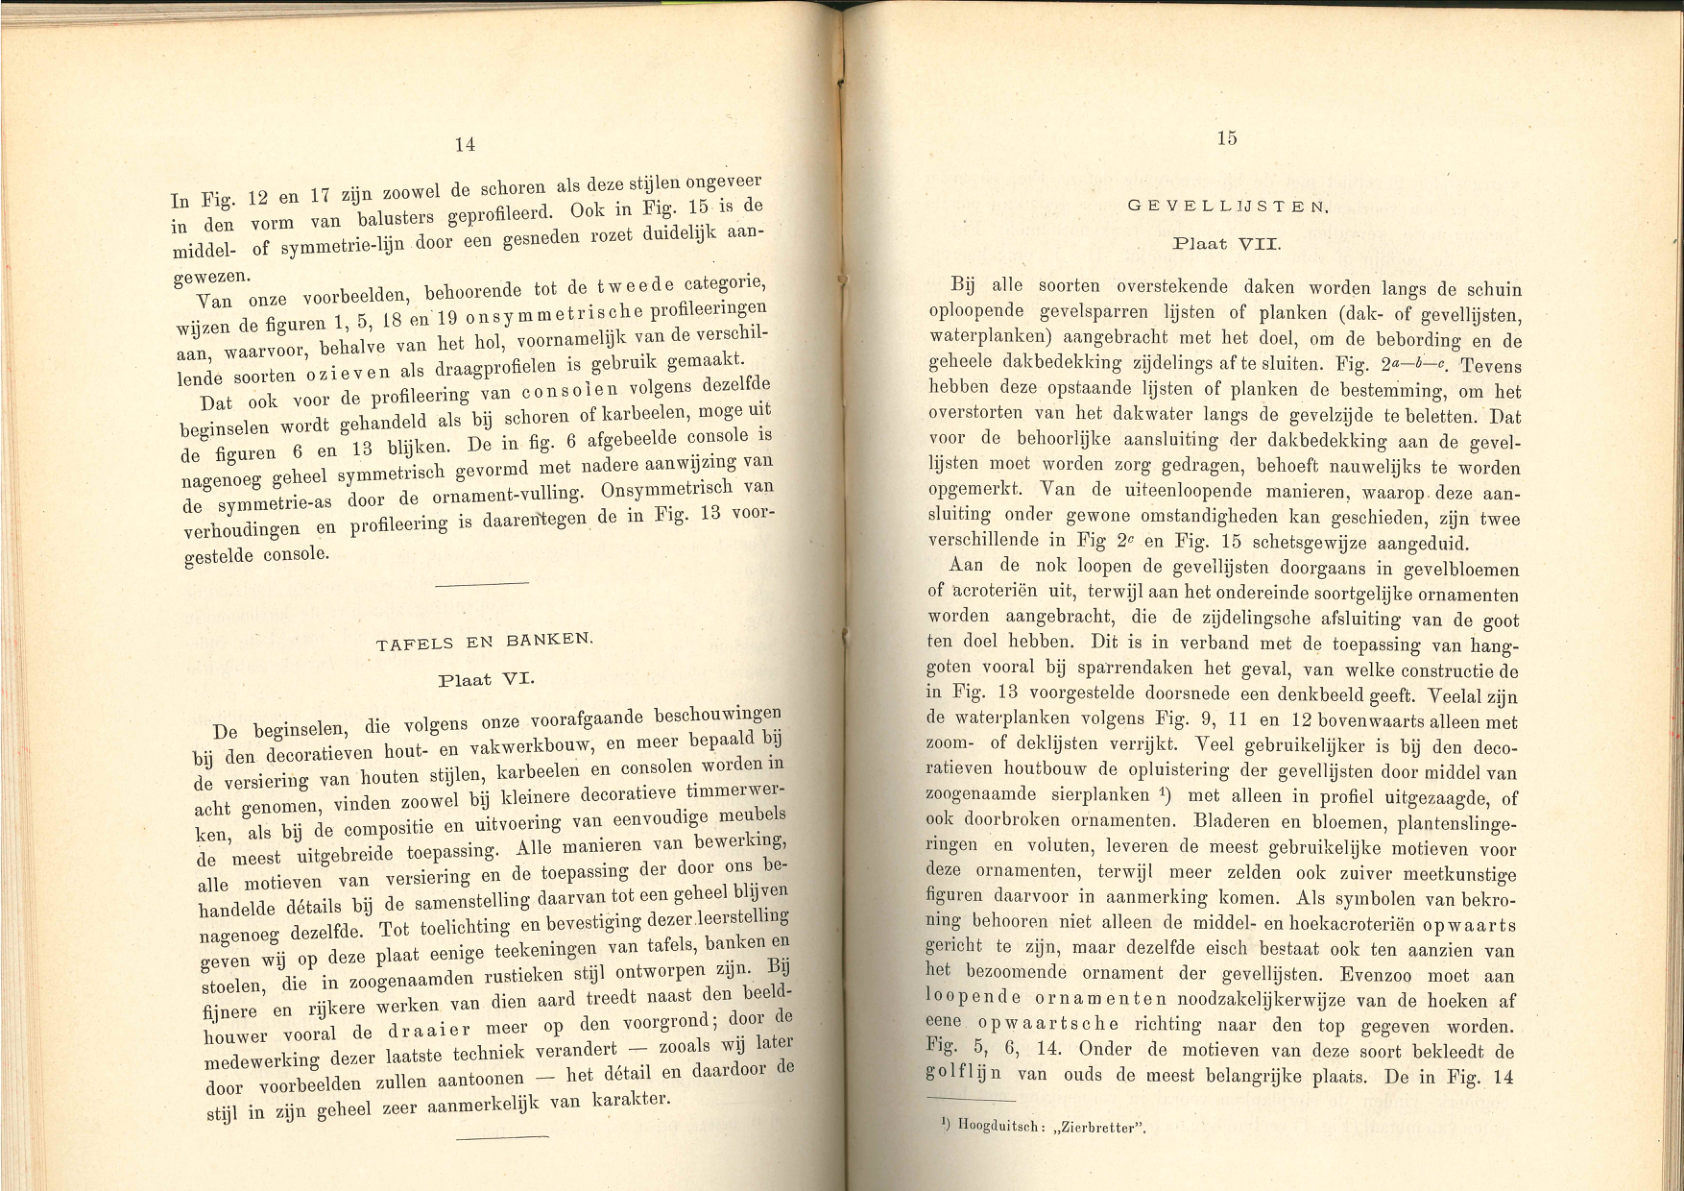 14
In Fig. 12 en 17 zijn zoowel de schoren als deze stijlen ongeveer
in den vorm van balusters geprofileerd. Ook in Fig. 15 is de
middel- of symmetrie-lijn door een gesneden rozet duidelijk aan-
gewezen.
Van onze voorbeelden, behoorende tot de tweede categorie,
wijzen de figuren 1, 5, 18 en 19 onsymmetrische profileeringen
aan, waarvoor, behalve van het hol, voornamelijk van de verschil-
lende soorten ozieven als draagprofielen is gebruik gemaakt.
Dat ook voor de profileering van consolen volgens dezelfde
beginselen wordt gehandeld als bij schoren of karbeelen, moge uit
de figuren 6 en 13 blijken. De in fig. 6 afgebeelde console is
nagenoeg geheel symmetrisch gevormd met nadere aanwijzing van
de symmetrie-as door de ornament-vulling. Onsymmetrisch van
verhoudingen en profileering is daarentegen de in Fig. 13 voor-
gestelde console.
TAFELS EN BANKEN.
Plaat VI.
De beginselen, die volgens onze voorafgaande beschouwingen
bij den decoratieven hout- en vakwerkbouw, en meer bepaald bij
de versiering van houten stijlen, karbeelen en consolen worden in
acht genomen, vinden zoowel bij kleinere decoratieve timmerwer-
ken, als bij de compositie en uitvoering van eenvoudige meubels
de meest uitgebreide toepassing. Alle manieren van bewerking,
alle motieven van versiering en de toepassing der door ons be-
handelde détails bij de samenstelling daarvan tot een geheel blijven
nagenoeg dezelfde. Tot toelichting en bevestiging dezer leerstelling
geven wij op deze plaat eenige teekeningen van tafels, banken en
stoelen, die in zoogenaamden rustieken stijl ontworpen zijn. Bij
fijnere en rijkere werken van dien aard treedt naast den beeld-
houwer vooral de draaier meer op den voorgrond; door de
medewerking dezer laatste techniek verandert — zooals wij later
door voorbeelden zullen aantoonen — het détail en daardoor de
stijl in zijn geheel zeer aanmerkelijk van karakter.
15
GEVELLIJSTEN.
Plaat VII.
Bij alle soorten overstekende daken worden langs de schuin
oploopende gevelsparren lijsten of planken (dak- of gevellijsten,
waterplanken) aangebracht met het doel, om de bebording en de
geheele dakbedekking zijdelings af te sluiten. Fig. 2a—b—c. Tevens
hebben deze opstaande lijsten of planken de bestemming, om het
overstorten van het dakwater langs de gevelzijde te beletten. Dat
voor de behoorlijke aansluiting der dakbedekking aan de gevel-
lijsten moet worden zorg gedragen, behoeft nauwelijks te worden
opgemerkt. Van de uiteenloopende manieren, waarop deze aan-
sluiting onder gewone omstandigheden kan geschieden, zijn twee
verschillende in Fig 2c en Fig. 15 schetsgewijze aangeduid.
Aan de nok loopen de gevellijsten doorgaans in gevelbloemen
of acroteriën uit, terwijl aan het ondereinde soortgelijke ornamenten
worden aangebracht, die de zijdelingsche afsluiting van de goot
ten doel hebben. Dit is in verband met de toepassing van hang-
goten vooral bij sparrendaken het geval, van welke constructie de
in Fig. 13 voorgestelde doorsnede een denkbeeld geeft. Veelal zijn
de waterplanken volgens Fig. 9, 11 en 12 bovenwaarts alleen met
zoom- of deklijsten verrijkt. Veel gebruikelijker is bij den deco-
ratieven houtbouw de opluistering der gevellijsten door middel van
zoogenaamde sierplanken ¹) met alleen in profiel uitgezaagde, of
ook doorbroken ornamenten. Bladeren en bloemen, plantenslinge-
ringen en voluten, leveren de meest gebruikelijke motieven voor
deze ornamenten, terwijl meer zelden ook zuiver meetkunstige
figuren daarvoor in aanmerking komen. Als symbolen van bekro-
ning behooren niet alleen de middel- en hoekacroteriën opwaarts
gericht te zijn, maar dezelfde eisch bestaat ook ten aanzien van
het bezoomende ornament der gevellijsten. Evenzoo moet aan
loopende ornamenten noodzakelijkerwijze van de hoeken af
eene opwaartsche richting naar den top gegeven worden.
Fig. 5, 6, 14. Onder de motieven van deze soort bekleedt de
golflijn van ouds de meest belangrijke plaats. De in Fig. 14
¹) Hoogduitsch: „Zierbretter”.